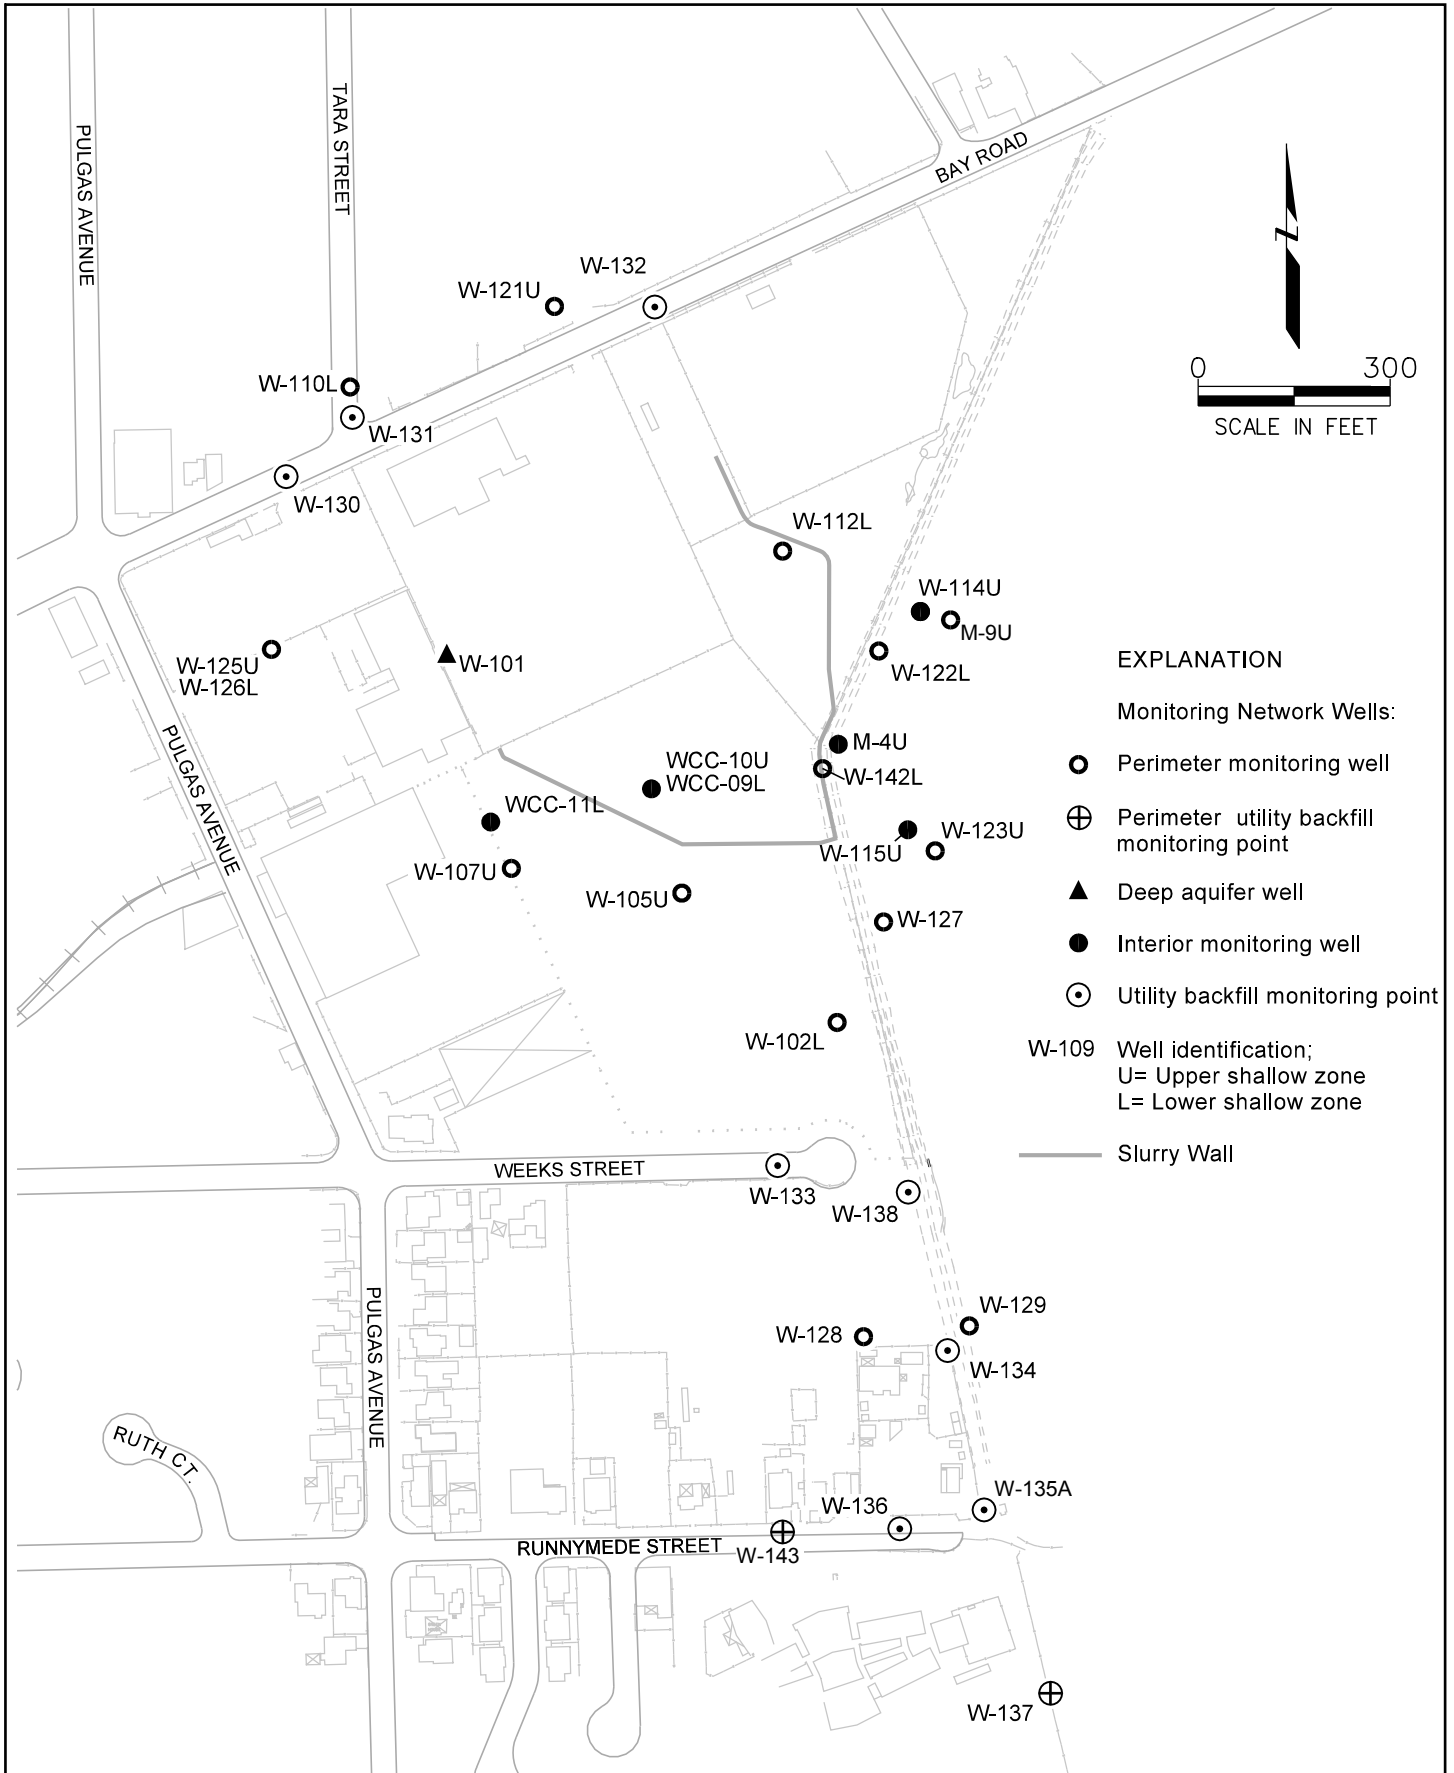 TARA STREET
PULGAS AVENUE
BAY ROAD
W-132
W-121U
0 300
SCALE IN FEET
W-110L
W-131
W-130
W-112L
W-114U
M-9U
W-125U
W-126L
W-101
W-122L
PULGAS AVENUE
M-4U
W-142L
WCC-10U
WCC-09L
WCC-11L
W-123U
W-115U
W-107U
W-105U
W-127
W-102L
EXPLANATION
Monitoring Network Wells:
Perimeter monitoring well
Perimeter utility backfill
monitoring point
Deep aquifer well
Interior monitoring well
Utility backfill monitoring point
W-109 Well identification;
U= Upper shallow zone
L= Lower shallow zone
Slurry Wall
WEEKS STREET
W-133
W-138
PULGAS AVENUE
W-129
W-128
W-134
RUTH CT.
W-135A
W-136
RUNNYMEDE STREET
W-143
W-137